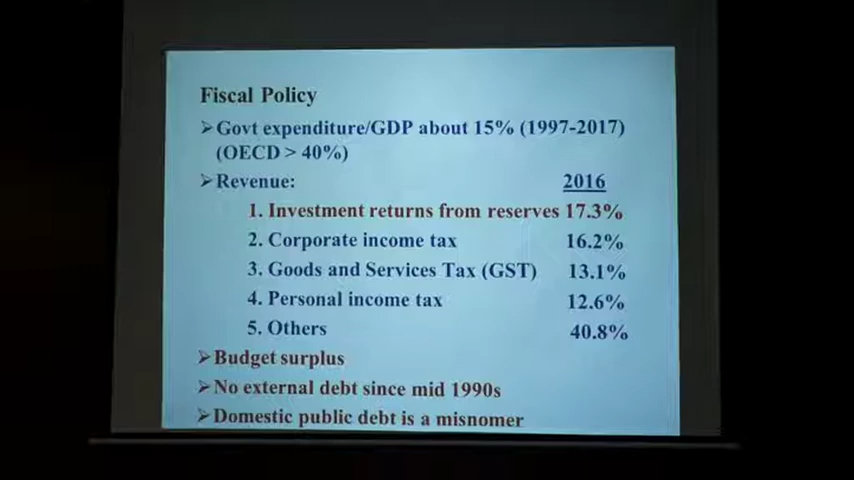 Fiscal Policy
➢Govt expenditure/GDP about 15% (1997-2017)
(OECD > 40%)
➢Revenue: 2016
1. Investment returns from reserves 17.3%
2. Corporate income tax 16.2%
3. Goods and Services Tax (GST) 13.1%
4. Personal income tax 12.6%
5. Others 40.8%
➢Budget surplus
➢No external debt since mid 1990s
➢Domestic public debt is a misnomer